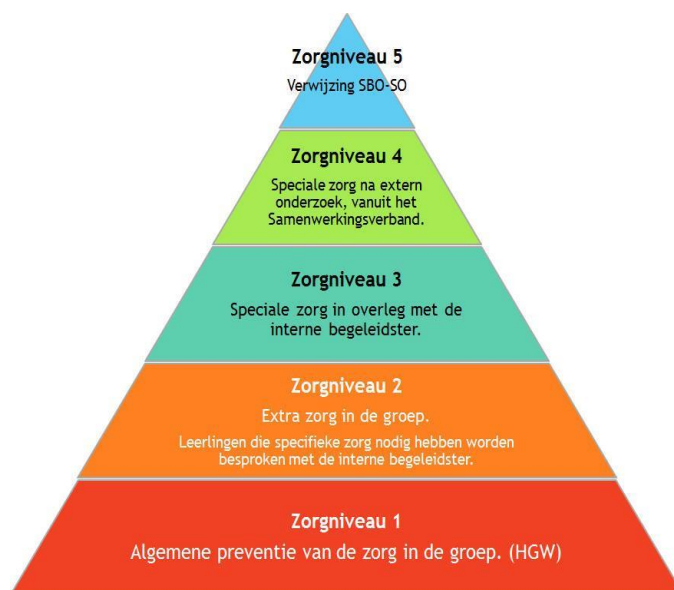 Zorgniveau 5
Verwijzing SBO-SO
Zorgniveau 4
Speciale zorg na extern
onderzoek, vanuit het
Samenwerkingsverband.
Zorgniveau 3
Speciale zorg in overleg met de
interne begeleidster.
Zorgniveau 2
Extra zorg in de groep.
Leerlingen die specifieke zorg nodig hebben worden
besproken met de interne begeleidster.
Zorgniveau 1
Algemene preventie van de zorg in de groep. (HGW)